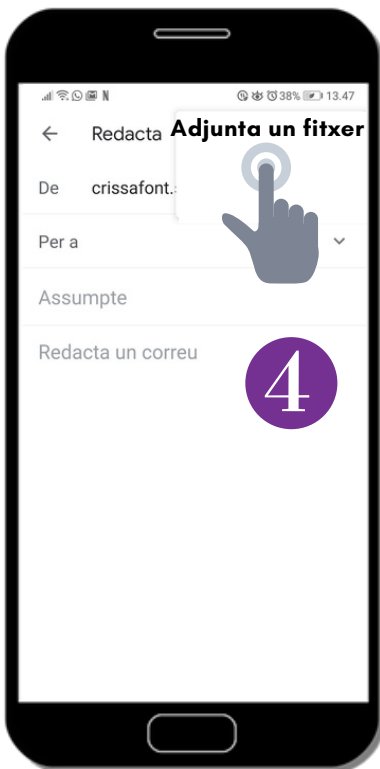 38% 13.47
Redacta Adjunta un fitxer
De crissafont.
Per a
Assumpte
Redacta un correu
4